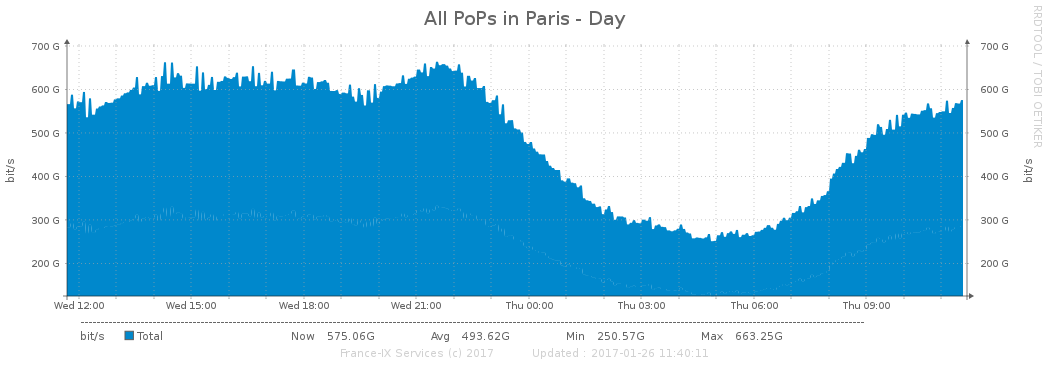 All PoPs in Paris - Day
RRDTOOL / TOBI OETIKER
700 G 700 G
600 G 600 G
500 G 500 G
400 G 400 G
300 G 300 G
200 G 200 G
bit/s bit/s
Wed 12:00 Wed 15:00 Wed 18:00 Wed 21:00 Thu 00:00 Thu 03:00 Thu 06:00 Thu 09:00
bit/s Total Now 575.06G Avg 493.62G Min 250.57G Max 663.25G
France-IX Services (c) 2017 Updated : 2017-01-26 11:40:11